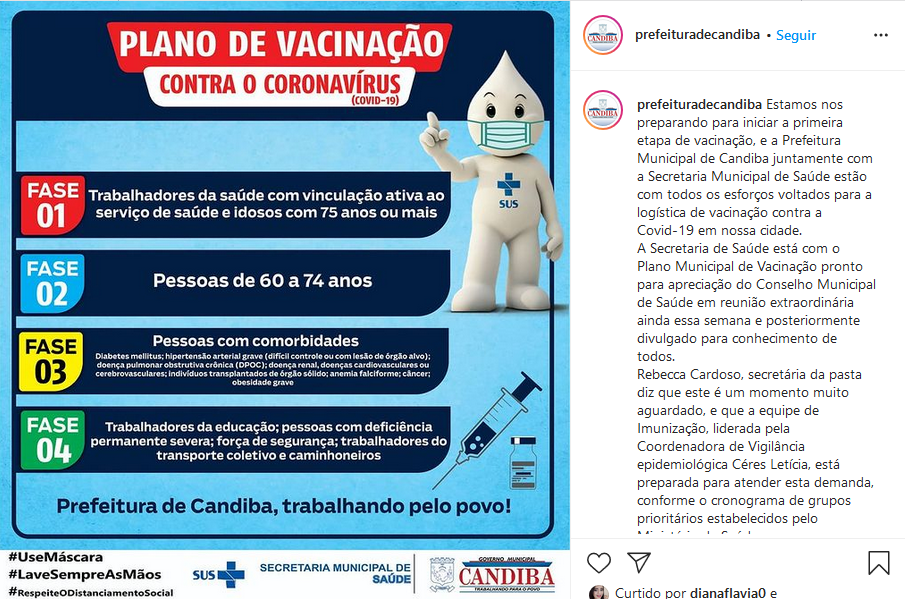 PLANO DE VACINAÇÃO
CONTRA O CORONAVÍRUS
(COVID-19)
SUS
FASE
01
Trabalhadores da saúde com vinculação ativa ao
serviço de saúde e idosos com 75 anos ou mais
FASE
02
Pessoas de 60 a 74 anos
FASE
03
Pessoas com comorbidades
Diabetes mellitus; hipertensão arterial grave (difícil controle ou com lesão de órgão alvo);
doença pulmonar obstrutiva crônica (DPOC); doença renal, doenças cardiovasculares ou
cerebrovasculares; indivíduos transplantados de órgão sólido; anemia falciforme; câncer;
obesidade grave
FASE
04
Trabalhadores da educação; pessoas com deficiência
permanente severa; força de segurança; trabalhadores do
transporte coletivo e caminhoneiros
Prefeitura de Candiba, trabalhando pelo povo!
#UseMáscara
#LaveSempreAsMãos
#RespeiteODistanciamentoSocial
SUS
SECRETARIA MUNICIPAL DE
SAÚDE
GOVERNO MUNICIPAL
CANDIBA
TRABALHANDO PARA O POVO!
CANDIBA
prefeituradecandiba • Seguir
CANDIBA
prefeituradecandiba Estamos nos
preparando para iniciar a primeira
etapa de vacinação, e a Prefeitura
Municipal de Candiba juntamente com
a Secretaria Municipal de Saúde estão
com todos os esforços voltados para a
logística de vacinação contra a
Covid-19 em nossa cidade.
A Secretaria de Saúde está com o
Plano Municipal de Vacinação pronto
para apreciação do Conselho Municipal
de Saúde em reunião extraordinária
ainda essa semana e posteriormente
divulgado para conhecimento de
todos.
Rebecca Cardoso, secretária da pasta
diz que este é um momento muito
aguardado, e que a equipe de
Imunização, liderada pela
Coordenadora de Vigilância
epidemiológica Céres Letícia, está
preparada para atender esta demanda,
conforme o cronograma de grupos
prioritários estabelecidos pelo
Ministério da Saúde
Curtido por dianaflavia0 e